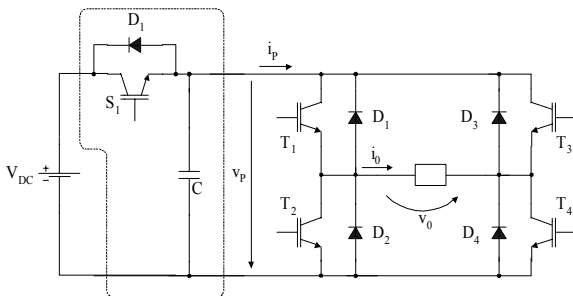 D1
iP
S1
T1
D1
D3
T3
i0
VDC
+
−
C
vP
T2
v0
T4
D2
D4